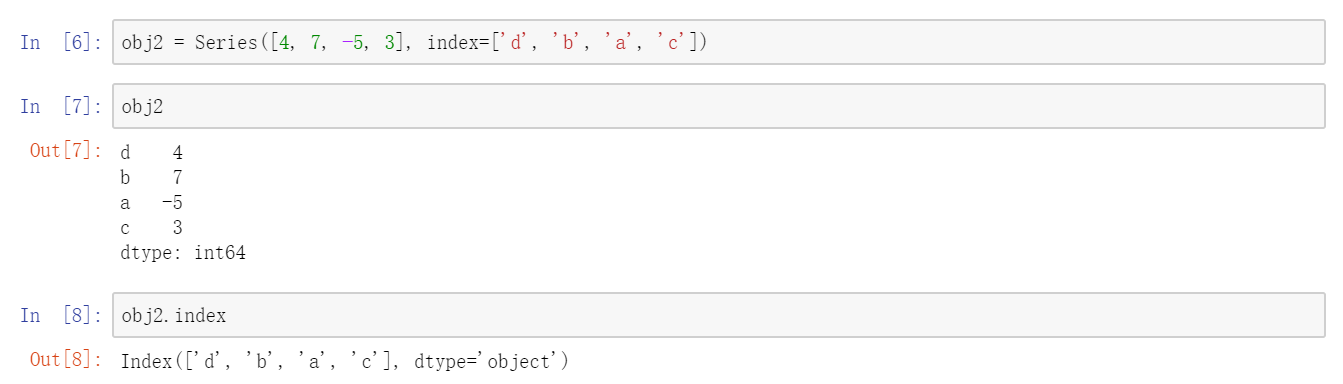 In [6]: obj2 = Series([4, 7, -5, 3], index=['d', 'b', 'a', 'c'])
In [7]: obj2
Out[7]: d    4
b    7
a   -5
c    3
dtype: int64
In [8]: obj2.index
Out[8]: Index(['d', 'b', 'a', 'c'], dtype='object')